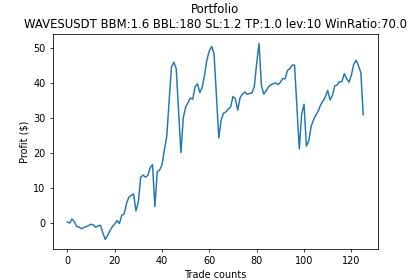 Portfolio
WAVESUSDT BBM:1.6 BBL:180 SL:1.2 TP:1.0 lev:10 WinRatio:70.0
50
40
30
20
10
0
Profit ($)
0 20 40 60 80 100 120
Trade counts